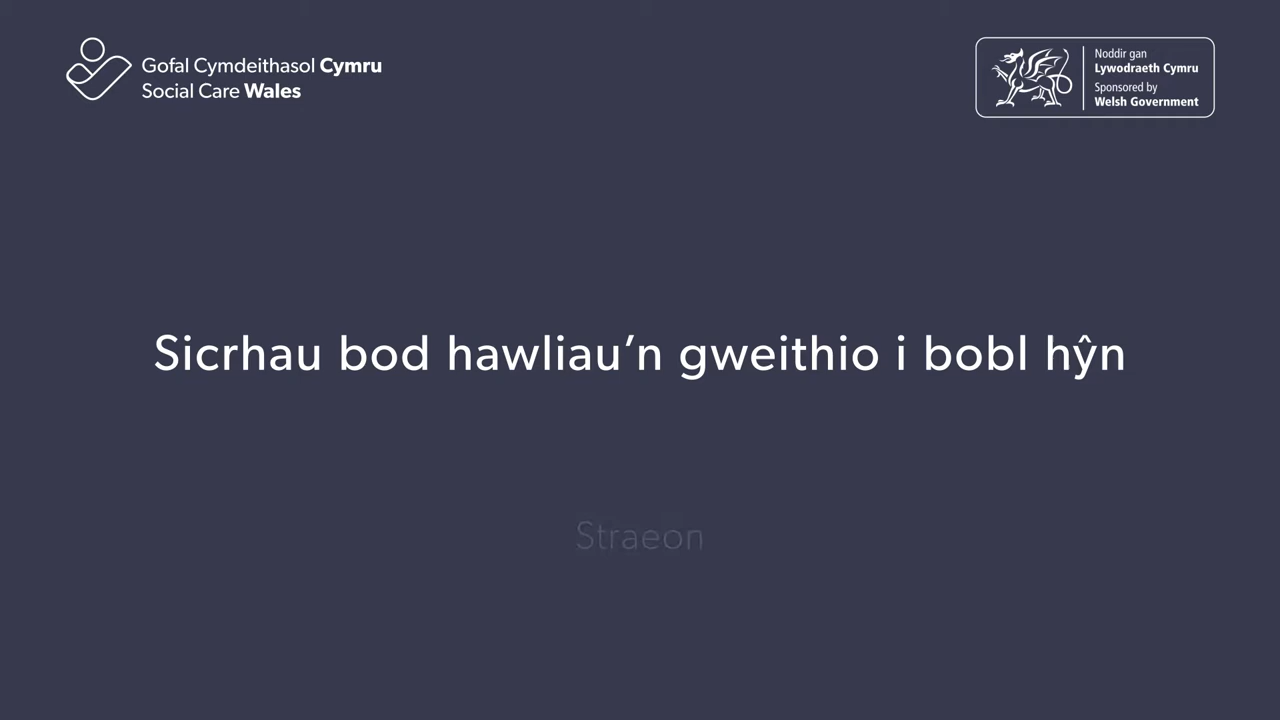 Gofal Cymdeithasol Cymru
Social Care Wales
Noddir gan
Lywodraeth Cymru
Sponsored by
Welsh Government
Sicrhau bod hawliau’n gweithio i bobl hŷn
Straeon